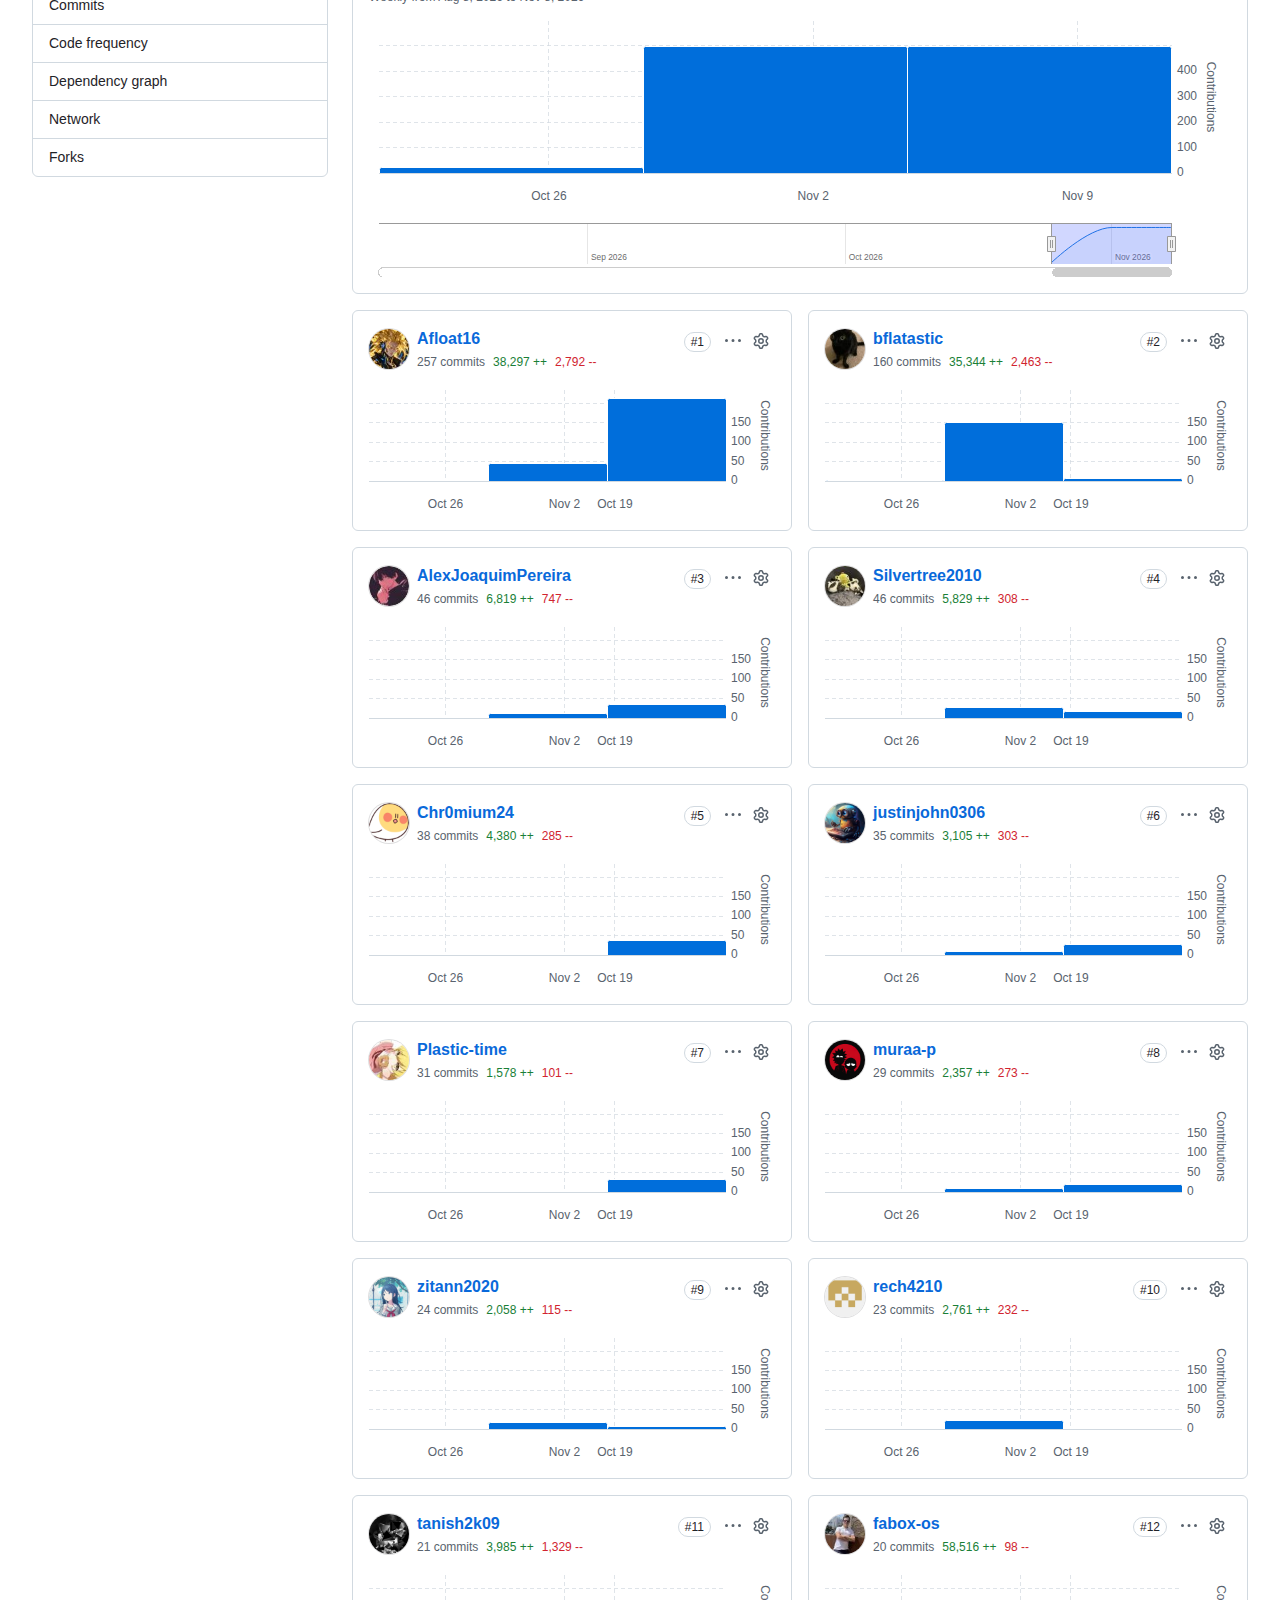 Commits
Code frequency
Dependency graph
Network
Forks
400
300
200
100
0
Contributions
Oct 26
Nov 2
Nov 9
Sep 2026
Oct 2026
Nov 2026
Afloat16
#1
257 commits 38,297 ++ 2,792 --
150
100
50
0
Contributions
Oct 26
Nov 2
Oct 19
bflatastic
#2
160 commits 35,344 ++ 2,463 --
150
100
50
0
Contributions
Oct 26
Nov 2
Oct 19
AlexJoaquimPereira
#3
46 commits 6,819 ++ 747 --
150
100
50
0
Contributions
Oct 26
Nov 2
Oct 19
Silvertree2010
#4
46 commits 5,829 ++ 308 --
150
100
50
0
Contributions
Oct 26
Nov 2
Oct 19
Chr0mium24
#5
38 commits 4,380 ++ 285 --
150
100
50
0
Contributions
Oct 26
Nov 2
Oct 19
justinjohn0306
#6
35 commits 3,105 ++ 303 --
150
100
50
0
Contributions
Oct 26
Nov 2
Oct 19
Plastic-time
#7
31 commits 1,578 ++ 101 --
150
100
50
0
Contributions
Oct 26
Nov 2
Oct 19
muraa-p
#8
29 commits 2,357 ++ 273 --
150
100
50
0
Contributions
Oct 26
Nov 2
Oct 19
zitann2020
#9
24 commits 2,058 ++ 115 --
150
100
50
0
Contributions
Oct 26
Nov 2
Oct 19
rech4210
#10
23 commits 2,761 ++ 232 --
150
100
50
0
Contributions
Oct 26
Nov 2
Oct 19
tanish2k09
#11
21 commits 3,985 ++ 1,329 --
Co
fabox-os
#12
20 commits 58,516 ++ 98 --
Co